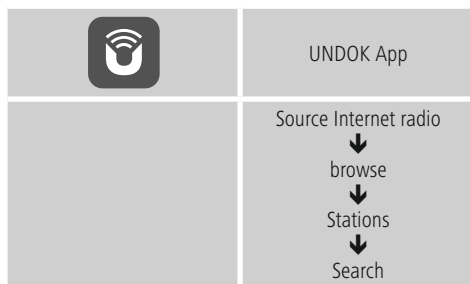 UNDOK App
Source Internet radio
browse
Stations
Search